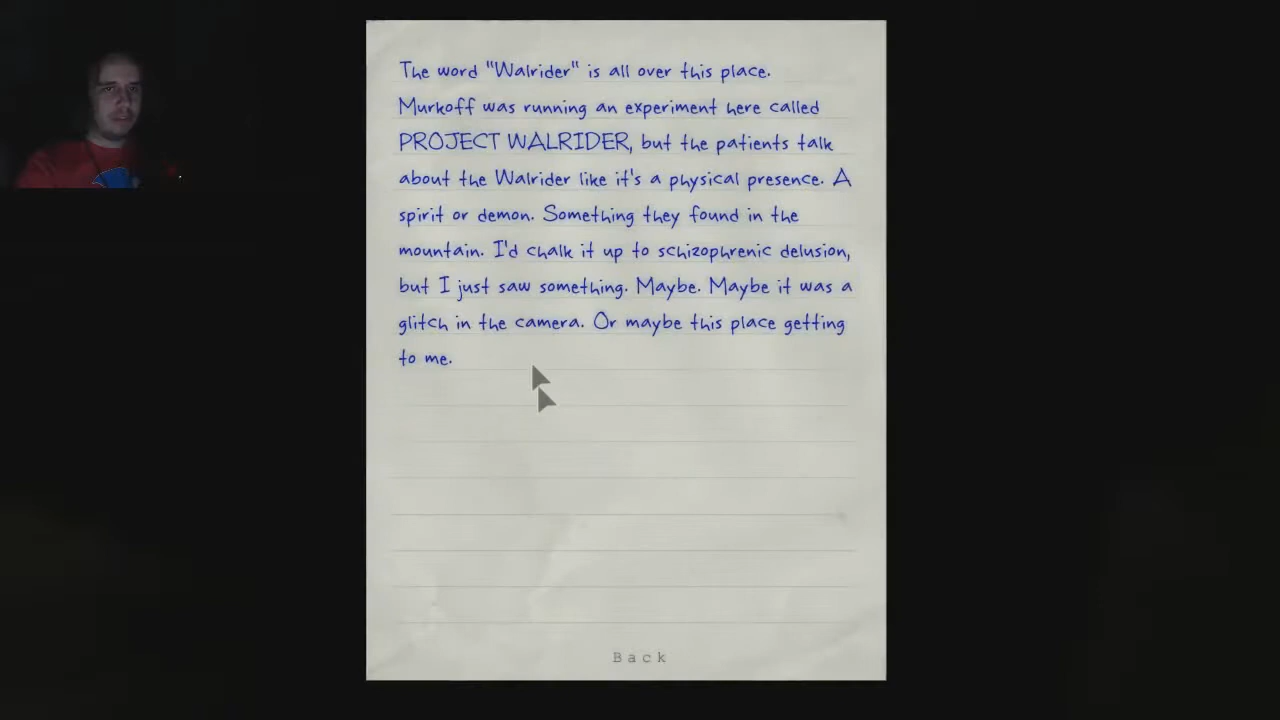 The word "Walrider" is all over this place.
Murkoff was running an experiment here called
PROJECT WALRIDER, but the patients talk
about the Walrider like it's a physical presence. A
spirit or demon. Something they found in the
mountain. I'd chalk it up to schizophrenic delusion,
but I just saw something. Maybe. Maybe it was a
glitch in the camera. Or maybe this place getting
to me.
Back